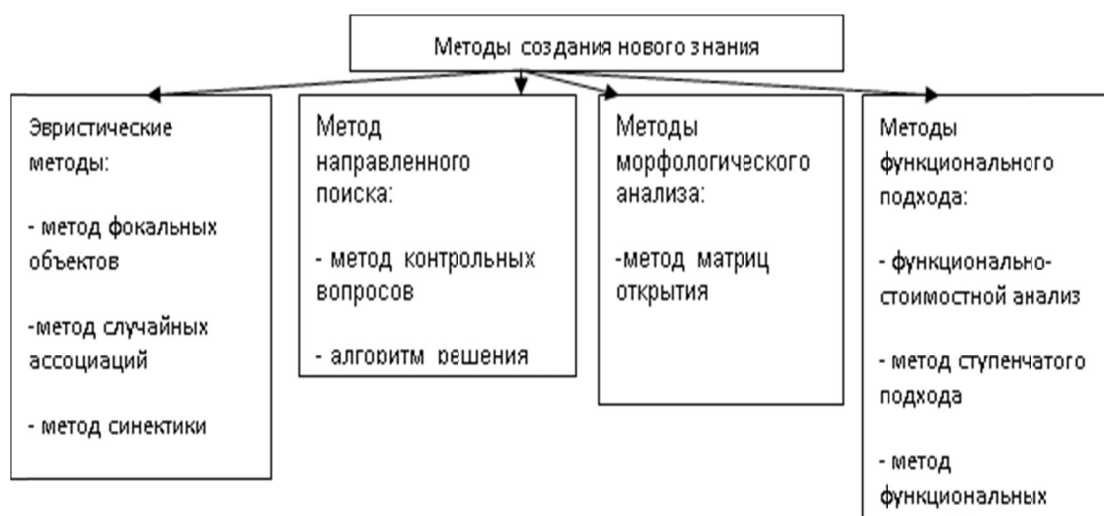 Методы создания нового знания
Эвристические
методы:
- метод фокальных
объектов
-метод случайных
ассоциаций
- метод синектики
Метод
направленного
поиска:
- метод контрольных
вопросов
- алгоритм решения
Методы
морфологического
анализа:
-метод матриц
открытия
Методы
функционального
подхода:
- функционально-
стоимостной анализ
- метод ступенчатого
подхода
- метод
функциональных